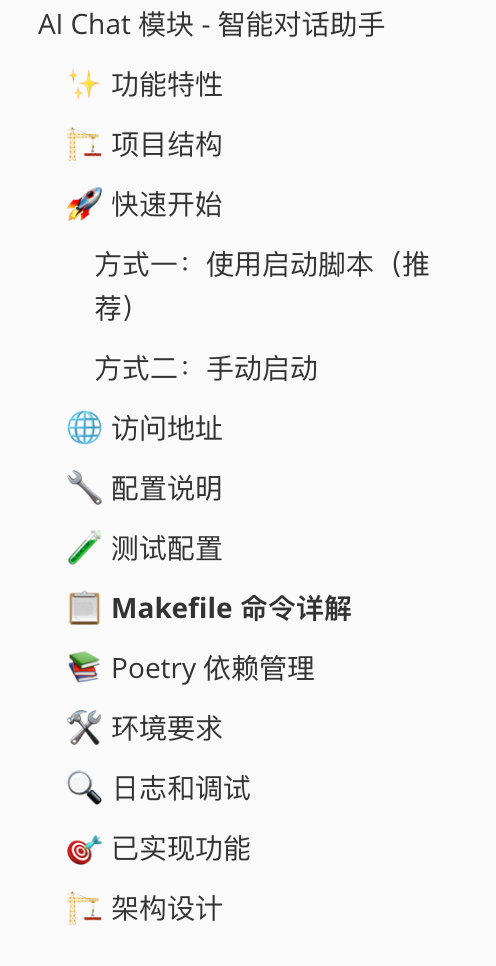 AI Chat 模块 - 智能对话助手
✨ 功能特性
🏗️ 项目结构
🚀 快速开始
方式一：使用启动脚本（推
荐）
方式二：手动启动
🌐 访问地址
🔧 配置说明
🧪 测试配置
📋 Makefile 命令详解
📚 Poetry 依赖管理
🛠️ 环境要求
🔍 日志和调试
🎯 已实现功能
🏗️ 架构设计